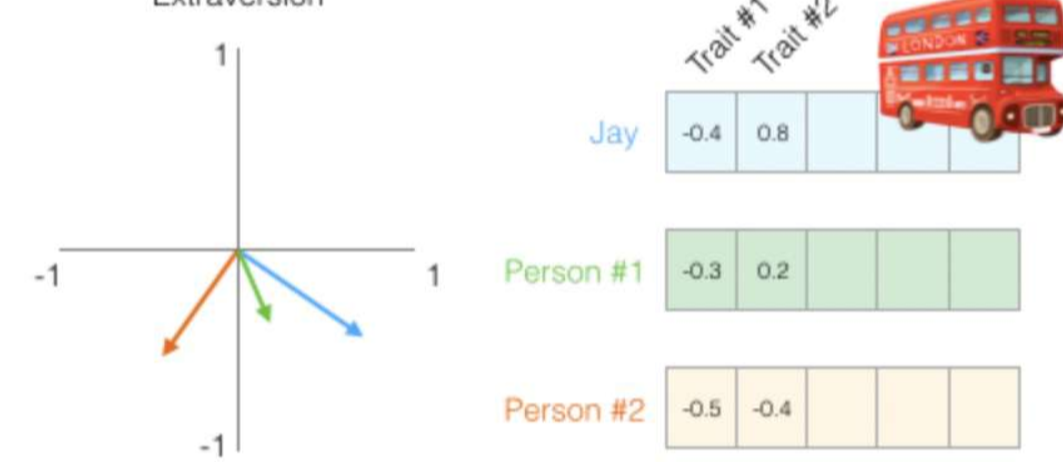 Extraversion
1
-1
1
-1
Trait #1
Trait #2
LONDON
Jay
-0.4
0.8
Person #1
-0.3
0.2
Person #2
-0.5
-0.4